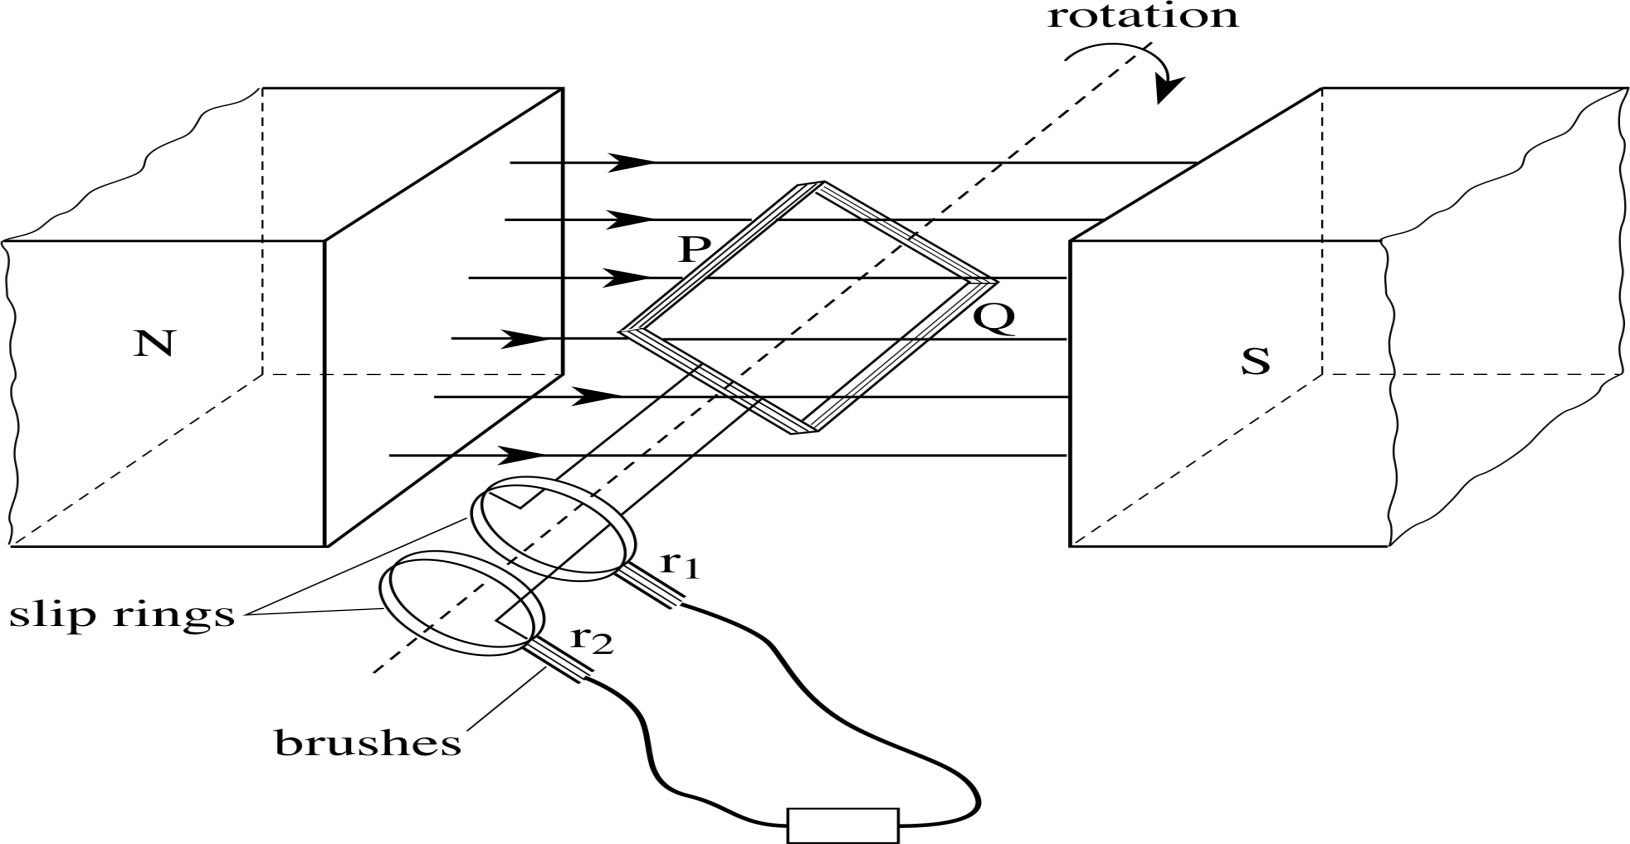 rotation
P
Q
N
S
r1
slip rings
r2
brushes